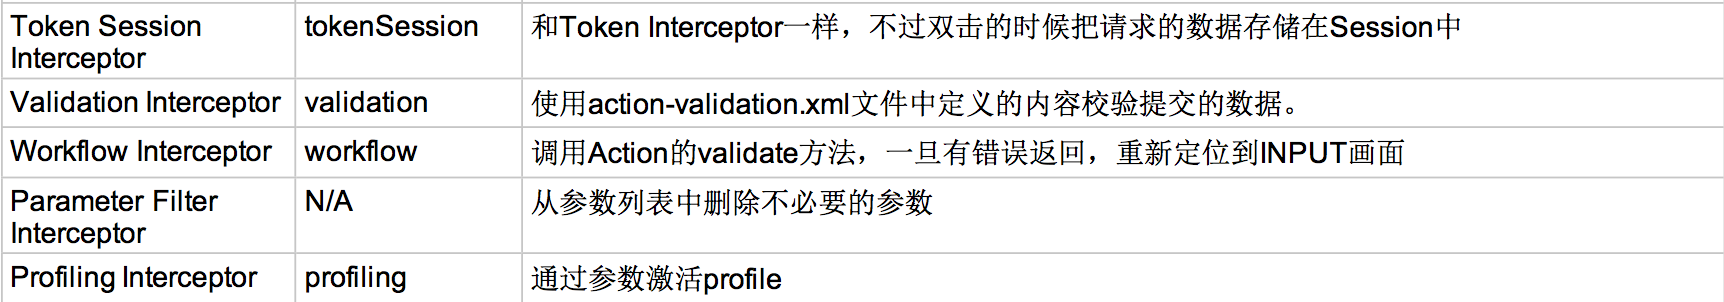 Token Session Interceptor tokenSession 和Token Interceptor一样，不过双击的时候把请求的数据存储在Session中
Validation Interceptor validation 使用action-validation.xml文件中定义的内容校验提交的数据。
Workflow Interceptor workflow 调用Action的validate方法，一旦有错误返回，重新定位到INPUT画面
Parameter Filter Interceptor N/A 从参数列表中删除不必要的参数
Profiling Interceptor profiling 通过参数激活profile